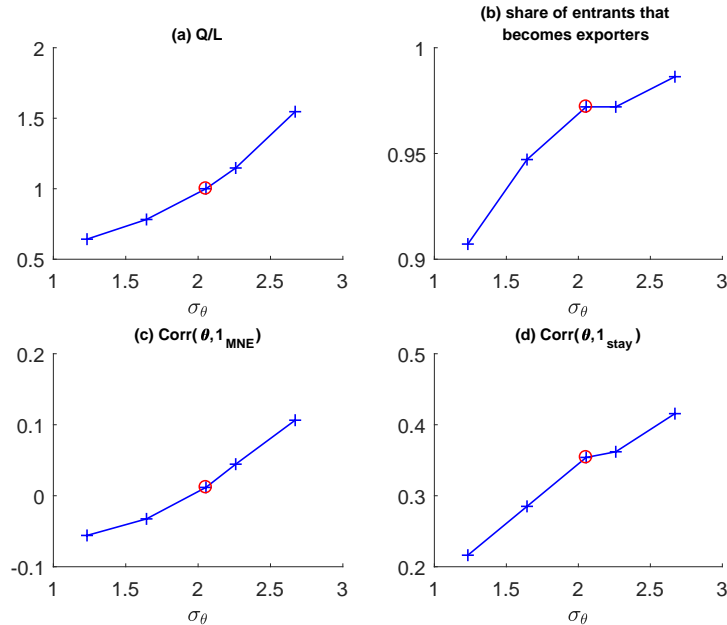 (a) Q/L
2
1.5
1
0.5
1 1.5 2 2.5 3
σθ
(b) share of entrants that
becomes exporters
1
0.95
0.9
1 1.5 2 2.5 3
σθ
(c) Corr(θ,1MNE)
0.2
0.1
0
-0.1
1 1.5 2 2.5 3
σθ
(d) Corr(θ,1stay)
0.5
0.4
0.3
0.2
1 1.5 2 2.5 3
σθ